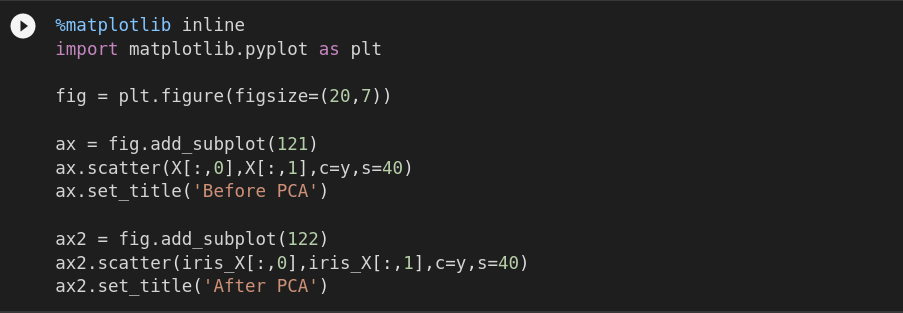 %matplotlib inline
import matplotlib.pyplot as plt
fig = plt.figure(figsize=(20,7))
ax = fig.add_subplot(121)
ax.scatter(X[:,0],X[:,1],c=y,s=40)
ax.set_title('Before PCA')
ax2 = fig.add_subplot(122)
ax2.scatter(iris_X[:,0],iris_X[:,1],c=y,s=40)
ax2.set_title('After PCA')